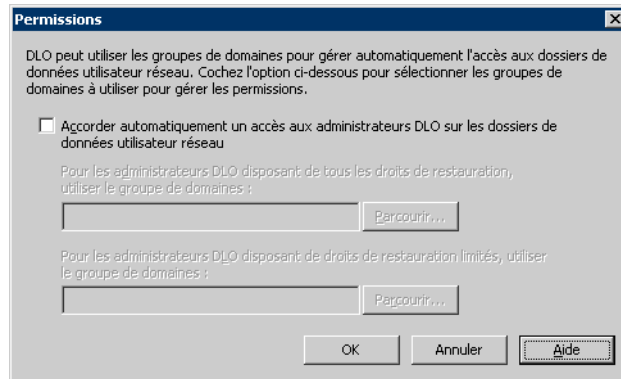 Permissions
DLO peut utiliser les groupes de domaines pour gérer automatiquement l'accès aux dossiers de
données utilisateur réseau. Cochez l'option ci-dessous pour sélectionner les groupes de
domaines à utiliser pour gérer les permissions.
Accorder automatiquement un accès aux administrateurs DLO sur les dossiers de
données utilisateur réseau
Pour les administrateurs DLO disposant de tous les droits de restauration,
utiliser le groupe de domaines :
Parcourir...
Pour les administrateurs DLO disposant de droits de restauration limités, utiliser
le groupe de domaines :
Parcourir...
OK Annuler Aide